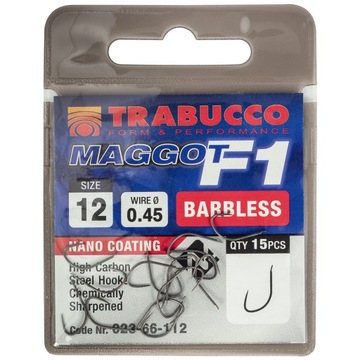 TRABUCCO
FORM & PERFORMANCE
MAGGOT F1
SIZE
12
WIRE Ø
0.45
BARBLESS
NANO COATING
QTY 15PCS
High Carbon
Steel Hook
Chemically
Sharpened
Code Nr. 023-66-112